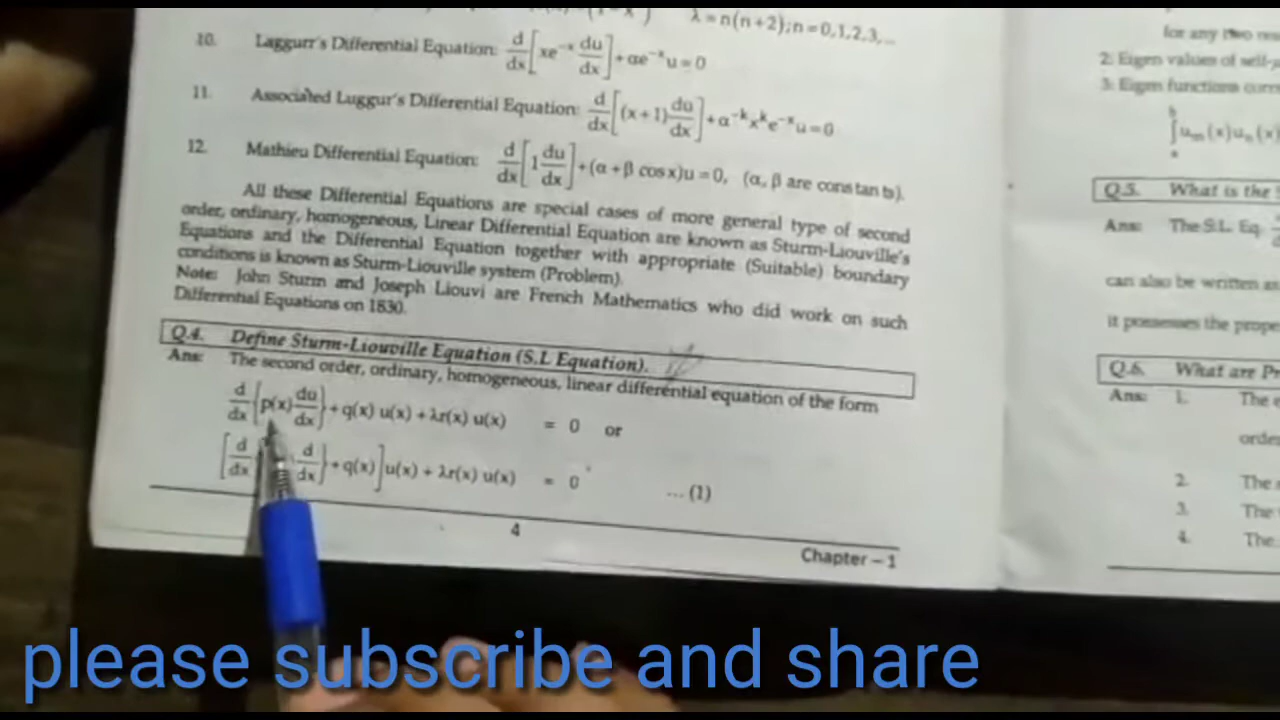 λ = n(n+2); n = 0,1,2,3,...
10. Laggurr's Differential Equation: d/dx [xe^-x du/dx] + αe^-x u = 0
11. Associated Luggur's Differential Equation: d/dx [(x+1) du/dx] + α^-k x^k e^-x u = 0
12. Mathieu Differential Equation: d/dx [1 du/dx] + (α + β cos x)u = 0, (α, β are constants).
All these Differential Equations are special cases of more general type of second
order, ordinary, homogeneous, Linear Differential Equation are known as Sturm-Liouville's
Equations and the Differential Equation together with appropriate (Suitable) boundary
conditions is known as Sturm-Liouville system (Problem).
Note: John Sturm and Joseph Liouvi are French Mathematics who did work on such
Differential Equations on 1830.
Q.4. Define Sturm-Liouville Equation (S.L Equation).
Ans: The second order, ordinary, homogeneous, linear differential equation of the form
d/dx {p(x) du/dx} + q(x) u(x) + λr(x) u(x) = 0 or
[d/dx d/dx} + q(x)] u(x) + λr(x) u(x) = 0 ... (1)
4
Chapter – 1
for any two
2: Eigen values of self-
3: Eigen functions
b
∫ u_m(x) u_n(x)
a
Q.5. What is the
Ans: The S.L. Eq.
can also be written as
it possesses the
Q.6. What are
Ans: 1. The
2. The
3. The
4. The
please subscribe and share